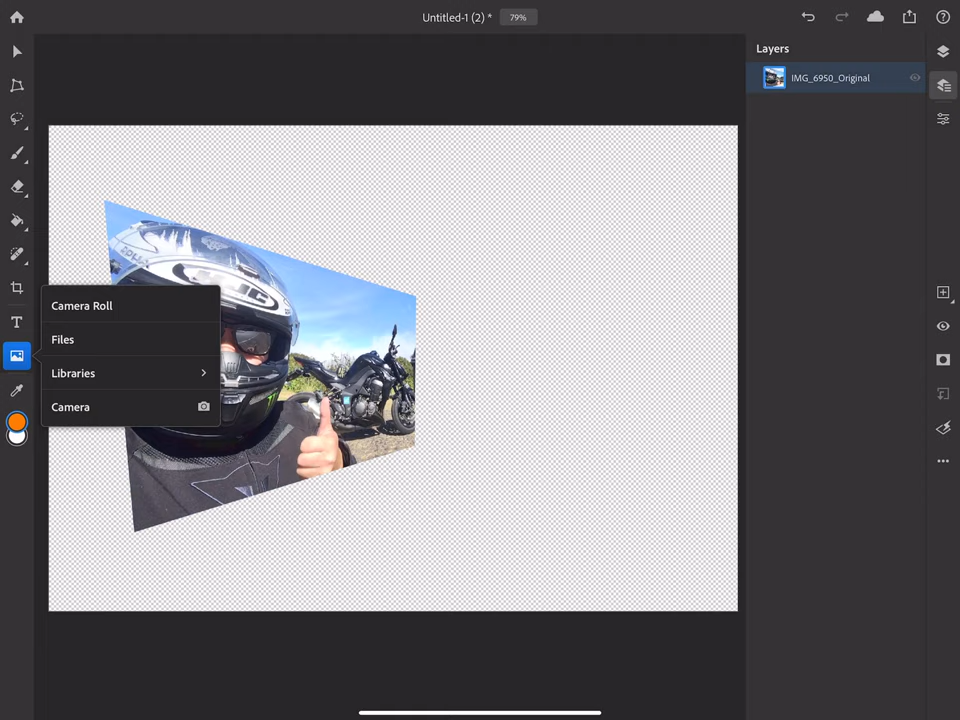 Untitled-1 (2) *
79%
Layers
IMG_6950_Original
Camera Roll
Files
Libraries
Camera
T